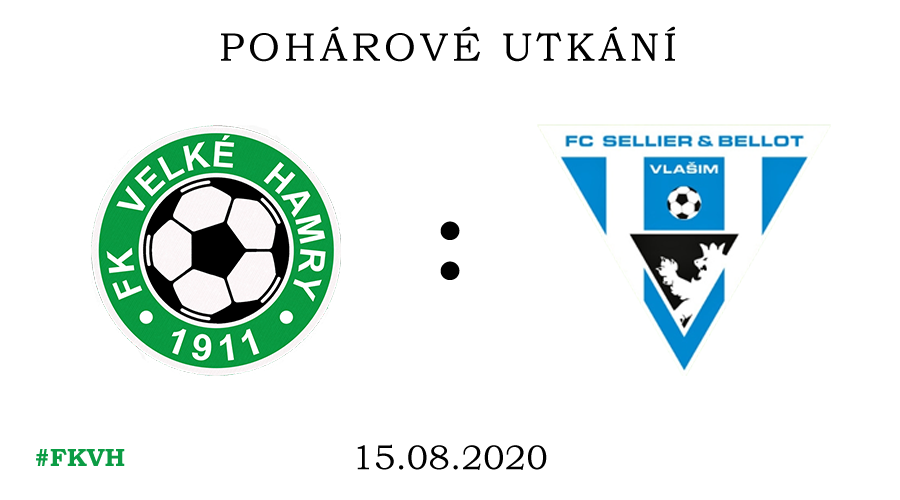 POHÁROVÉ UTKÁNÍ
FK VELKÉ HAMRY
1911
:
FC SELLIER & BELLOT
VLAŠIM
#FKVH
15.08.2020